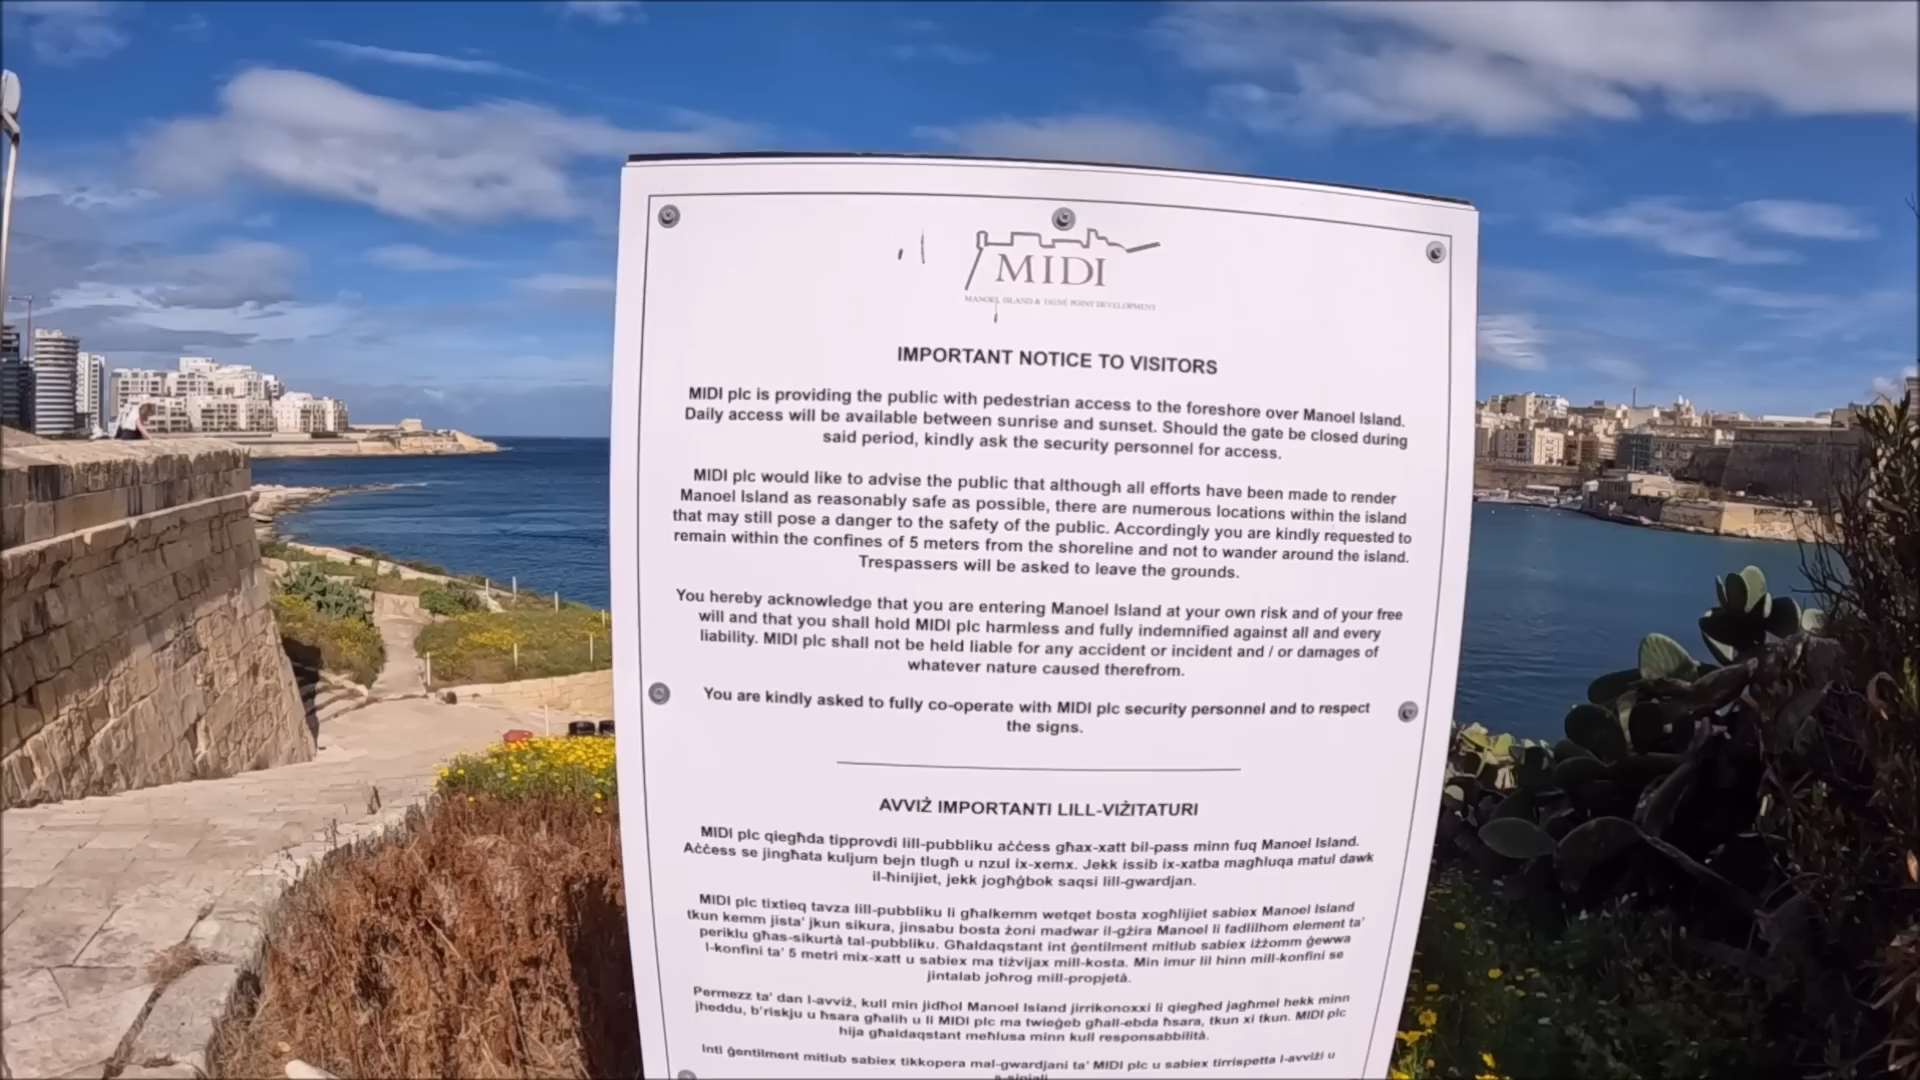 MIDI
MANOEL ISLAND & TIGNÉ POINT DEVELOPMENT
IMPORTANT NOTICE TO VISITORS
MIDI plc is providing the public with pedestrian access to the foreshore over Manoel Island.
Daily access will be available between sunrise and sunset. Should the gate be closed during
said period, kindly ask the security personnel for access.
MIDI plc would like to advise the public that although all efforts have been made to render
Manoel Island as reasonably safe as possible, there are numerous locations within the island
that may still pose a danger to the safety of the public. Accordingly you are kindly requested to
remain within the confines of 5 meters from the shoreline and not to wander around the island.
Trespassers will be asked to leave the grounds.
You hereby acknowledge that you are entering Manoel Island at your own risk and of your free
will and that you shall hold MIDI plc harmless and fully indemnified against all and every
liability. MIDI plc shall not be held liable for any accident or incident and / or damages of
whatever nature caused therefrom.
You are kindly asked to fully co-operate with MIDI plc security personnel and to respect
the signs.
AVVIŻ IMPORTANTI LILL-VIŻITATURI
MIDI plc qiegħda tipprovdi lill-pubbliku aċċess għax-xatt bil-pass minn fuq Manoel Island.
Aċċess se jingħata kuljum bejn tlugħ u nzul ix-xemx. Jekk issib ix-xatba magħluqa matul dawk
il-ħinijiet, jekk jogħġbok saqsi lill-gwardjan.
MIDI plc tixtieq tavza lill-pubbliku li għalkemm wetqet bosta xogħlijiet sabiex Manoel Island
tkun kemm jista' jkun sikura, jinsabu bosta żoni madwar il-gżira Manoel li fadlilhom element ta'
periklu għas-sikurtà tal-pubbliku. Għaldaqstant int ġentilment mitlub sabiex iżżomm ġewwa
l-konfini ta' 5 metri mix-xatt u sabiex ma tiżvijax mill-kosta. Min imur lil hinn mill-konfini se
jintalab joħrog mill-propjetà.
Permezz ta' dan l-avviż, kull min jidħol Manoel Island jirrikonoxxi li qiegħed jagħmel hekk minn
jheddu, b'riskju u ħsara għalih u li MIDI plc ma twieġeb għall-ebda ħsara, tkun xi tkun. MIDI plc
hija għaldaqstant meħlusa minn kull responsabbilità.
Inti ġentilment mitlub sabiex tikkopera mal-gwardjani ta' MIDI plc u sabiex tirrispetta l-avviżi u